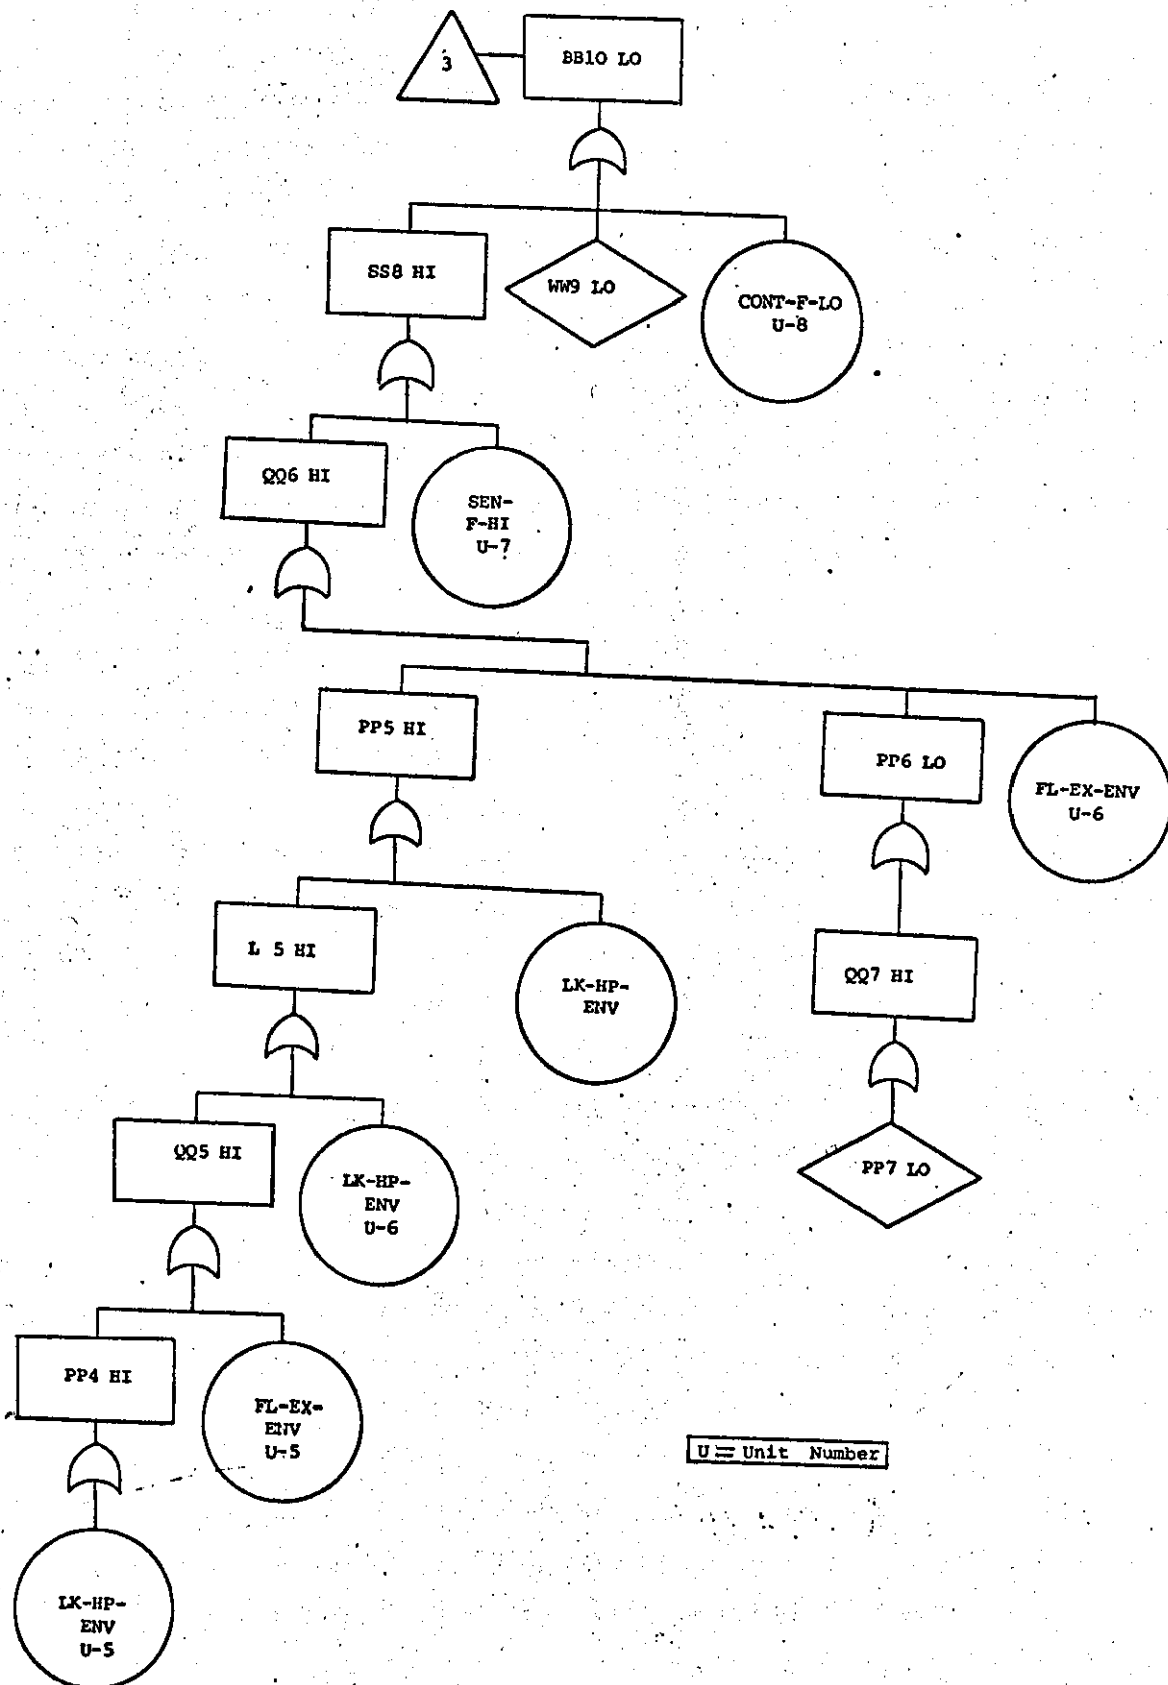 3
BB10 LO
SS8 HI
WW9 LO
CONT-F-LO
U-8
QQ6 HI
SEN-
F-HI
U-7
PP5 HI
PP6 LO
FL-EX-ENV
U-6
L 5 HI
LK-HP-
ENV
QQ7 HI
QQ5 HI
LK-HP-
ENV
U-6
PP7 LO
PP4 HI
FL-EX-
ENV
U-5
U = Unit Number
LK-HP-
ENV
U-5